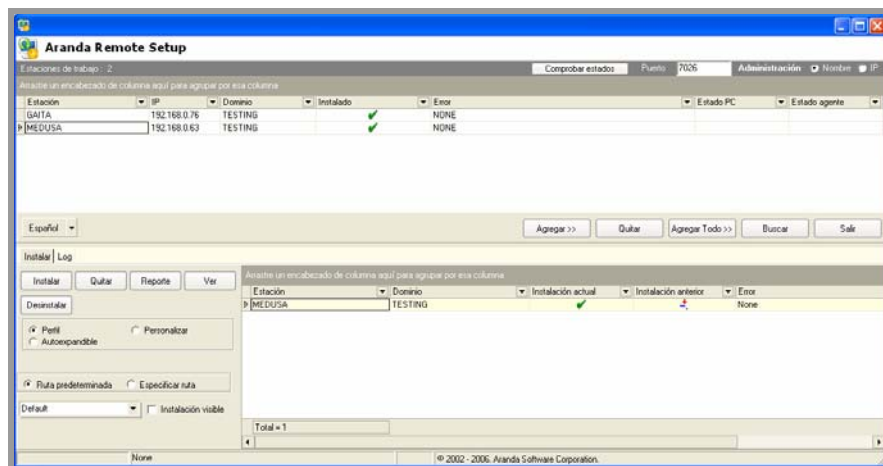 Aranda Remote Setup
Estaciones de trabajo : 2 Comprobar estados Puerto 7026 Administración Nombre IP
Arrastre un encabezado de columna aquí para agrupar por esa columna
Estación IP Dominio Instalado Error Estado PC Estado agente
GAITA 192.168.0.76 TESTING NONE
MEDUSA 192.168.0.63 TESTING NONE
Español Agregar >> Quitar Agregar Todo >> Buscar Salir
Instalar Log
Instalar Quitar Reporte Ver
Desinstalar
Perfil Personalizar
Autoexpandible
Ruta predeterminada Especificar ruta
Default Instalación visible
Arrastre un encabezado de columna aquí para agrupar por esa columna
Estación Dominio Instalación actual Instalación anterior Error
MEDUSA TESTING None
Total = 1
None © 2002 - 2006. Aranda Software Corporation.